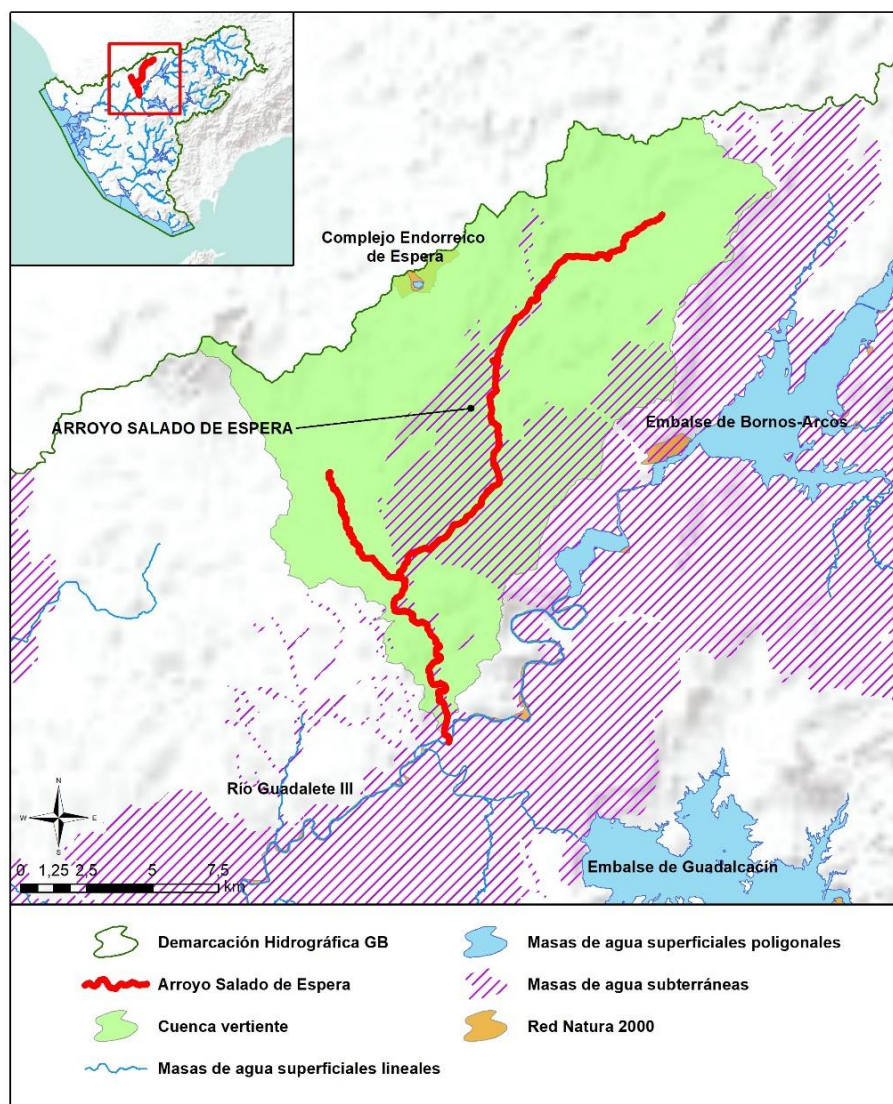 Complejo Endorreico
de Espera
ARROYO SALADO DE ESPERA
Embalse de Bornos-Arcos
Río Guadalete III
Embalse de Guadalcacín
N
W E
S
0 1,25 2,5 5 7,5
km
Demarcación Hidrográfica GB
Masas de agua superficiales poligonales
Arroyo Salado de Espera
Masas de agua subterráneas
Cuenca vertiente
Red Natura 2000
Masas de agua superficiales lineales